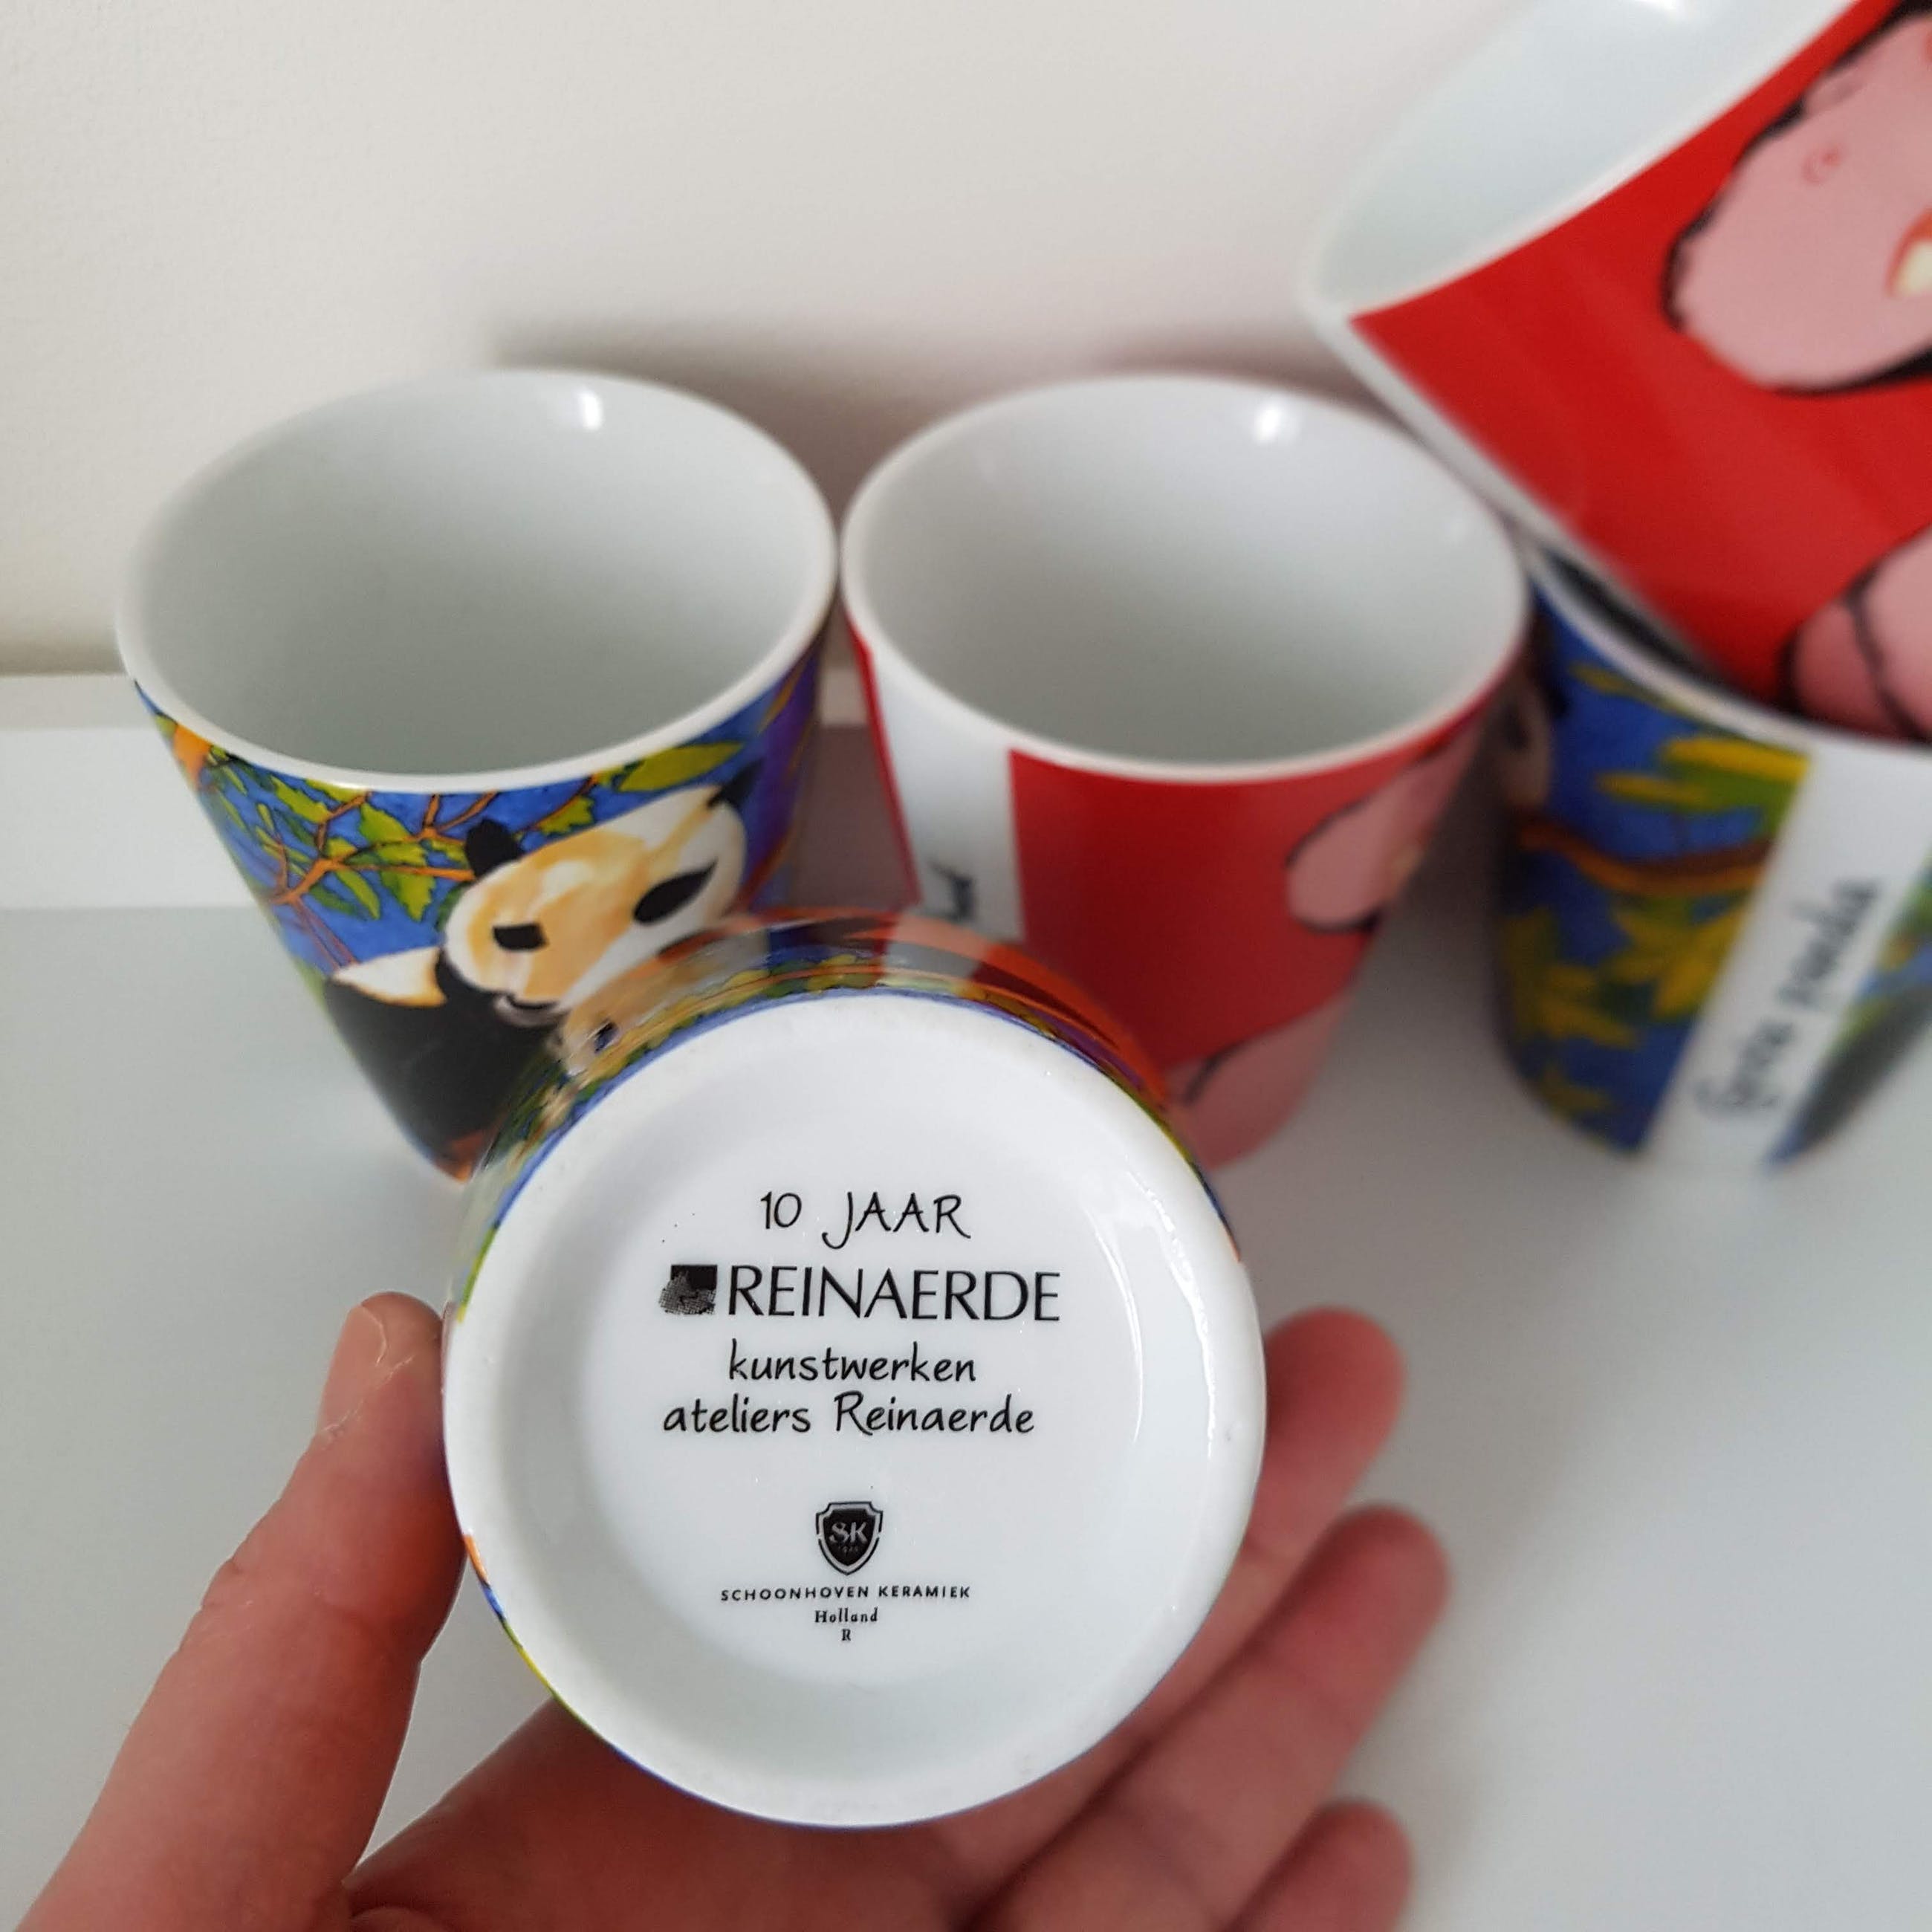 10 JAAR
REINAERDE
kunstwerken
ateliers Reinaerde
SK
SCHOONHOVEN KERAMIEK
Holland
R